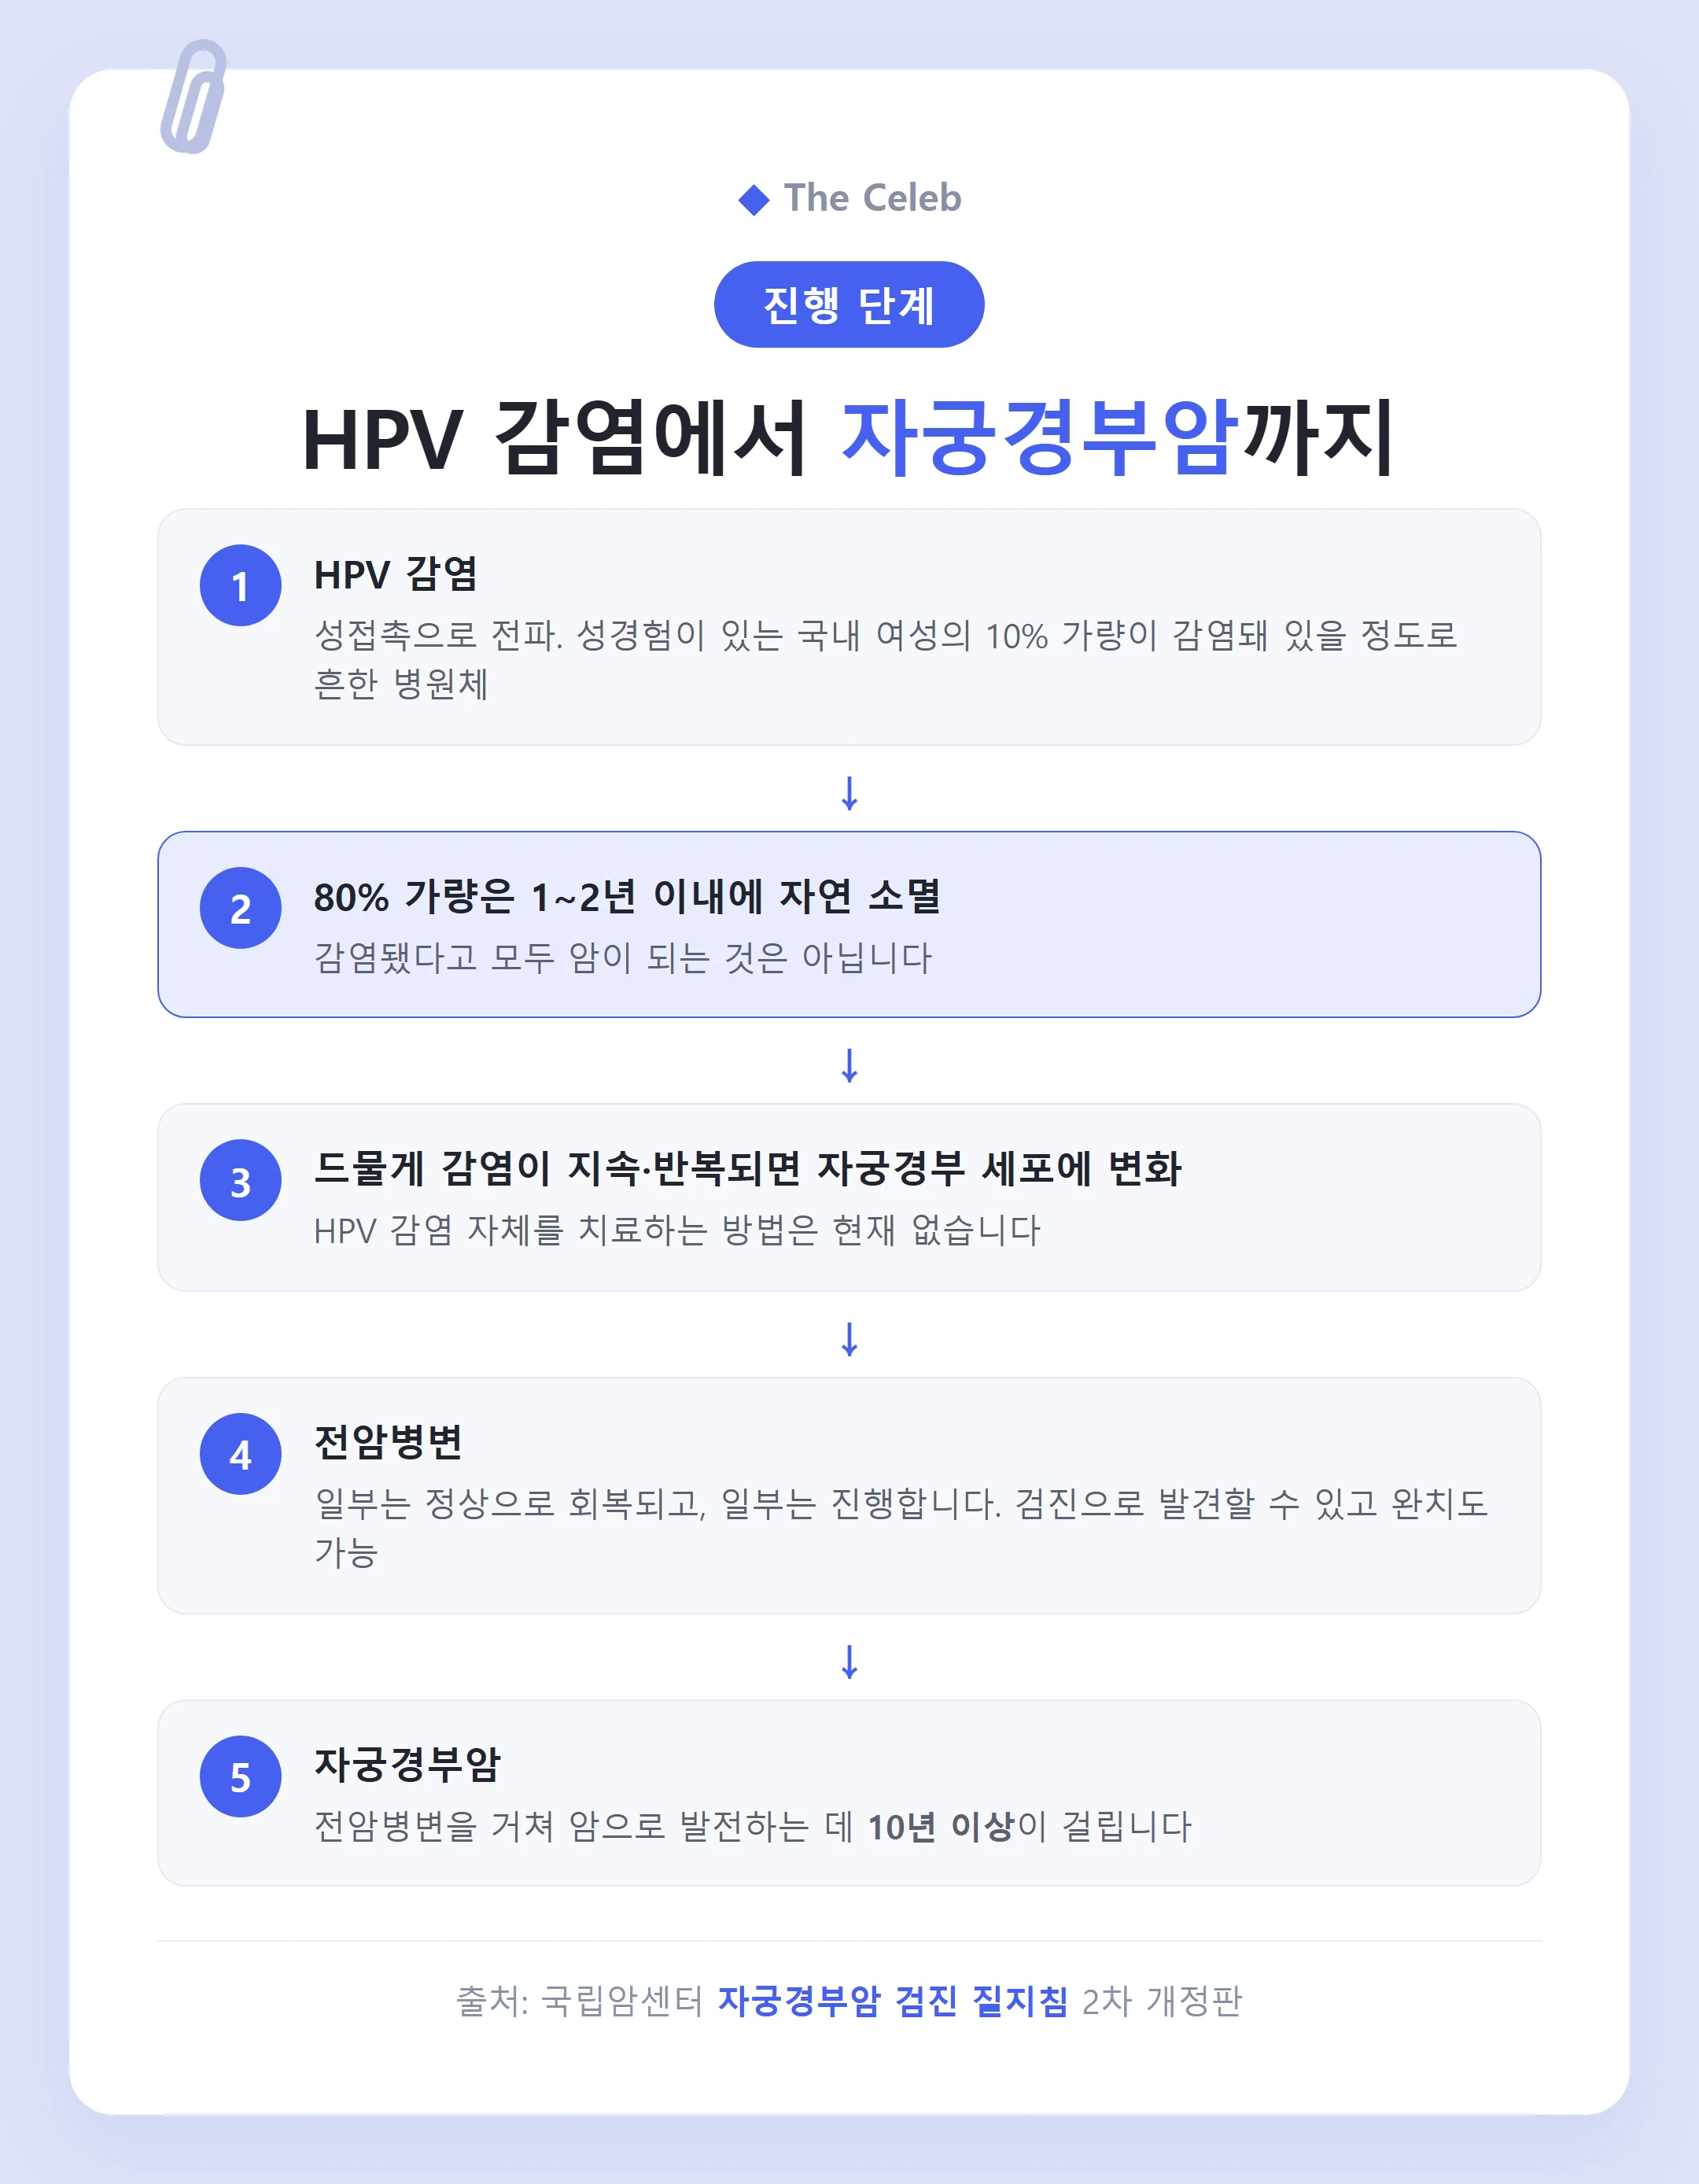 ◆ The Celeb
진행 단계
HPV 감염에서 자궁경부암까지
1
HPV 감염
성접촉으로 전파. 성경험이 있는 국내 여성의 10% 가량이 감염돼 있을 정도로
흔한 병원체
↓
2
80% 가량은 1~2년 이내에 자연 소멸
감염됐다고 모두 암이 되는 것은 아닙니다
↓
3
드물게 감염이 지속·반복되면 자궁경부 세포에 변화
HPV 감염 자체를 치료하는 방법은 현재 없습니다
↓
4
전암병변
일부는 정상으로 회복되고, 일부는 진행합니다. 검진으로 발견할 수 있고 완치도
가능
↓
5
자궁경부암
전암병변을 거쳐 암으로 발전하는 데 10년 이상이 걸립니다
출처: 국립암센터 자궁경부암 검진 질지침 2차 개정판